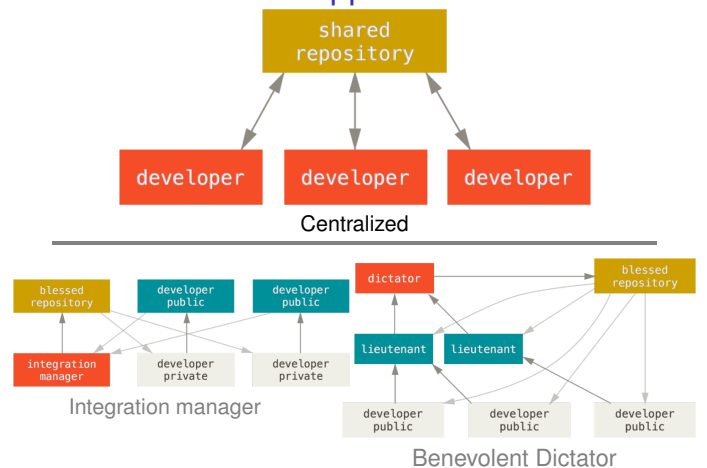 shared
repository
developer
developer
developer
Centralized
blessed
repository
developer
public
developer
public
integration
manager
developer
private
developer
private
Integration manager
dictator
blessed
repository
lieutenant
lieutenant
developer
public
developer
public
developer
public
Benevolent Dictator